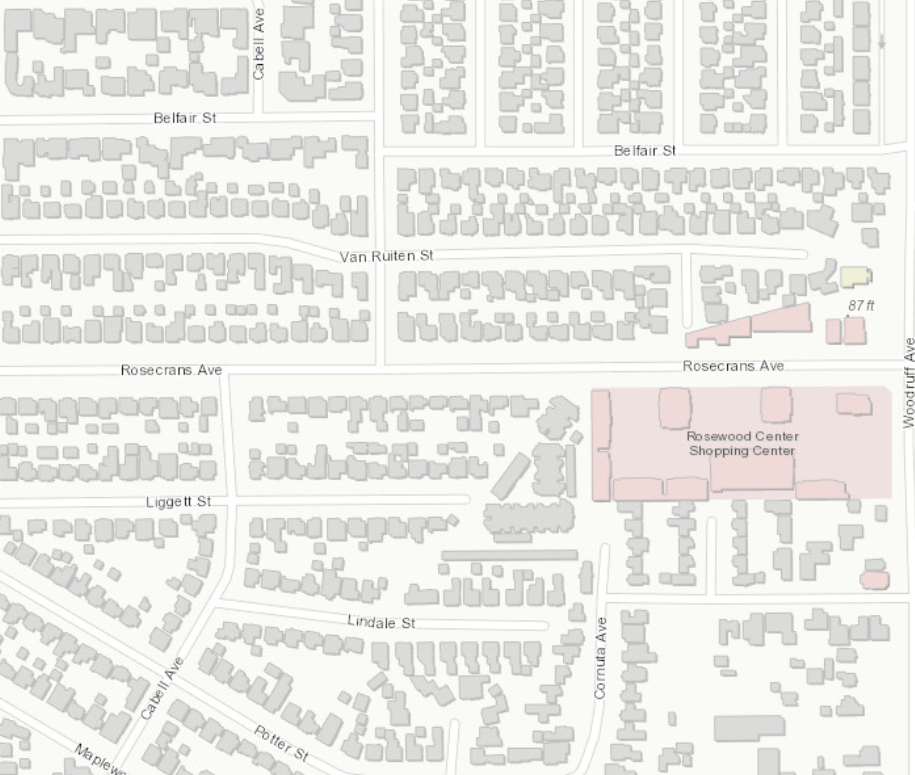 Cabell Ave
Belfair St
Belfair St
Van Ruiten St
87 ft
Rosecrans Ave
Rosecrans Ave
Woodruff Ave
Rosewood Center
Shopping Center
Liggett St
Lindale St
Cornuta Ave
Cabell Ave
Potter St
Maplew